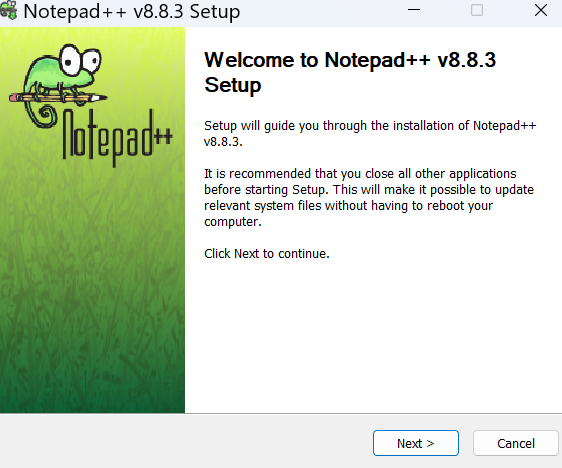 Notepad++ v8.8.3 Setup
Notepad++
Welcome to Notepad++ v8.8.3
Setup
Setup will guide you through the installation of Notepad++
v8.8.3.
It is recommended that you close all other applications
before starting Setup. This will make it possible to update
relevant system files without having to reboot your
computer.
Click Next to continue.
Next >
Cancel